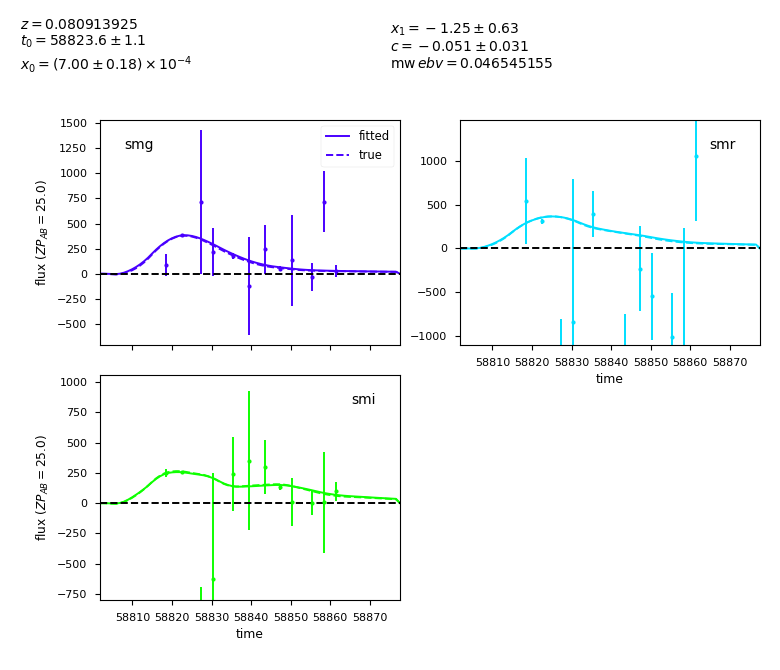 z = 0.080913925
t₀ = 58823.6 ± 1.1
x₀ = (7.00 ± 0.18) × 10⁻⁴
x₁ = −1.25 ± 0.63
c = −0.051 ± 0.031
mw ebv = 0.046545155
smg
fitted
true
1500
1250
1000
750
500
250
0
−250
−500
flux (ZP_AB = 25.0)
smr
1000
500
0
−500
−1000
58810 58820 58830 58840 58850 58860 58870
time
smi
1000
750
500
250
0
−250
−500
−750
flux (ZP_AB = 25.0)
58810 58820 58830 58840 58850 58860 58870
time